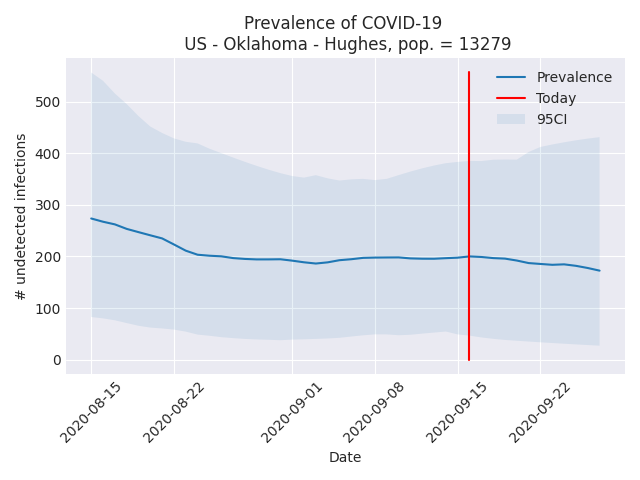 Prevalence of COVID-19
US - Oklahoma - Hughes, pop. = 13279
Prevalence
Today
95CI
# undetected infections
500
400
300
200
100
0
2020-08-15
2020-08-22
2020-09-01
2020-09-08
2020-09-15
2020-09-22
Date